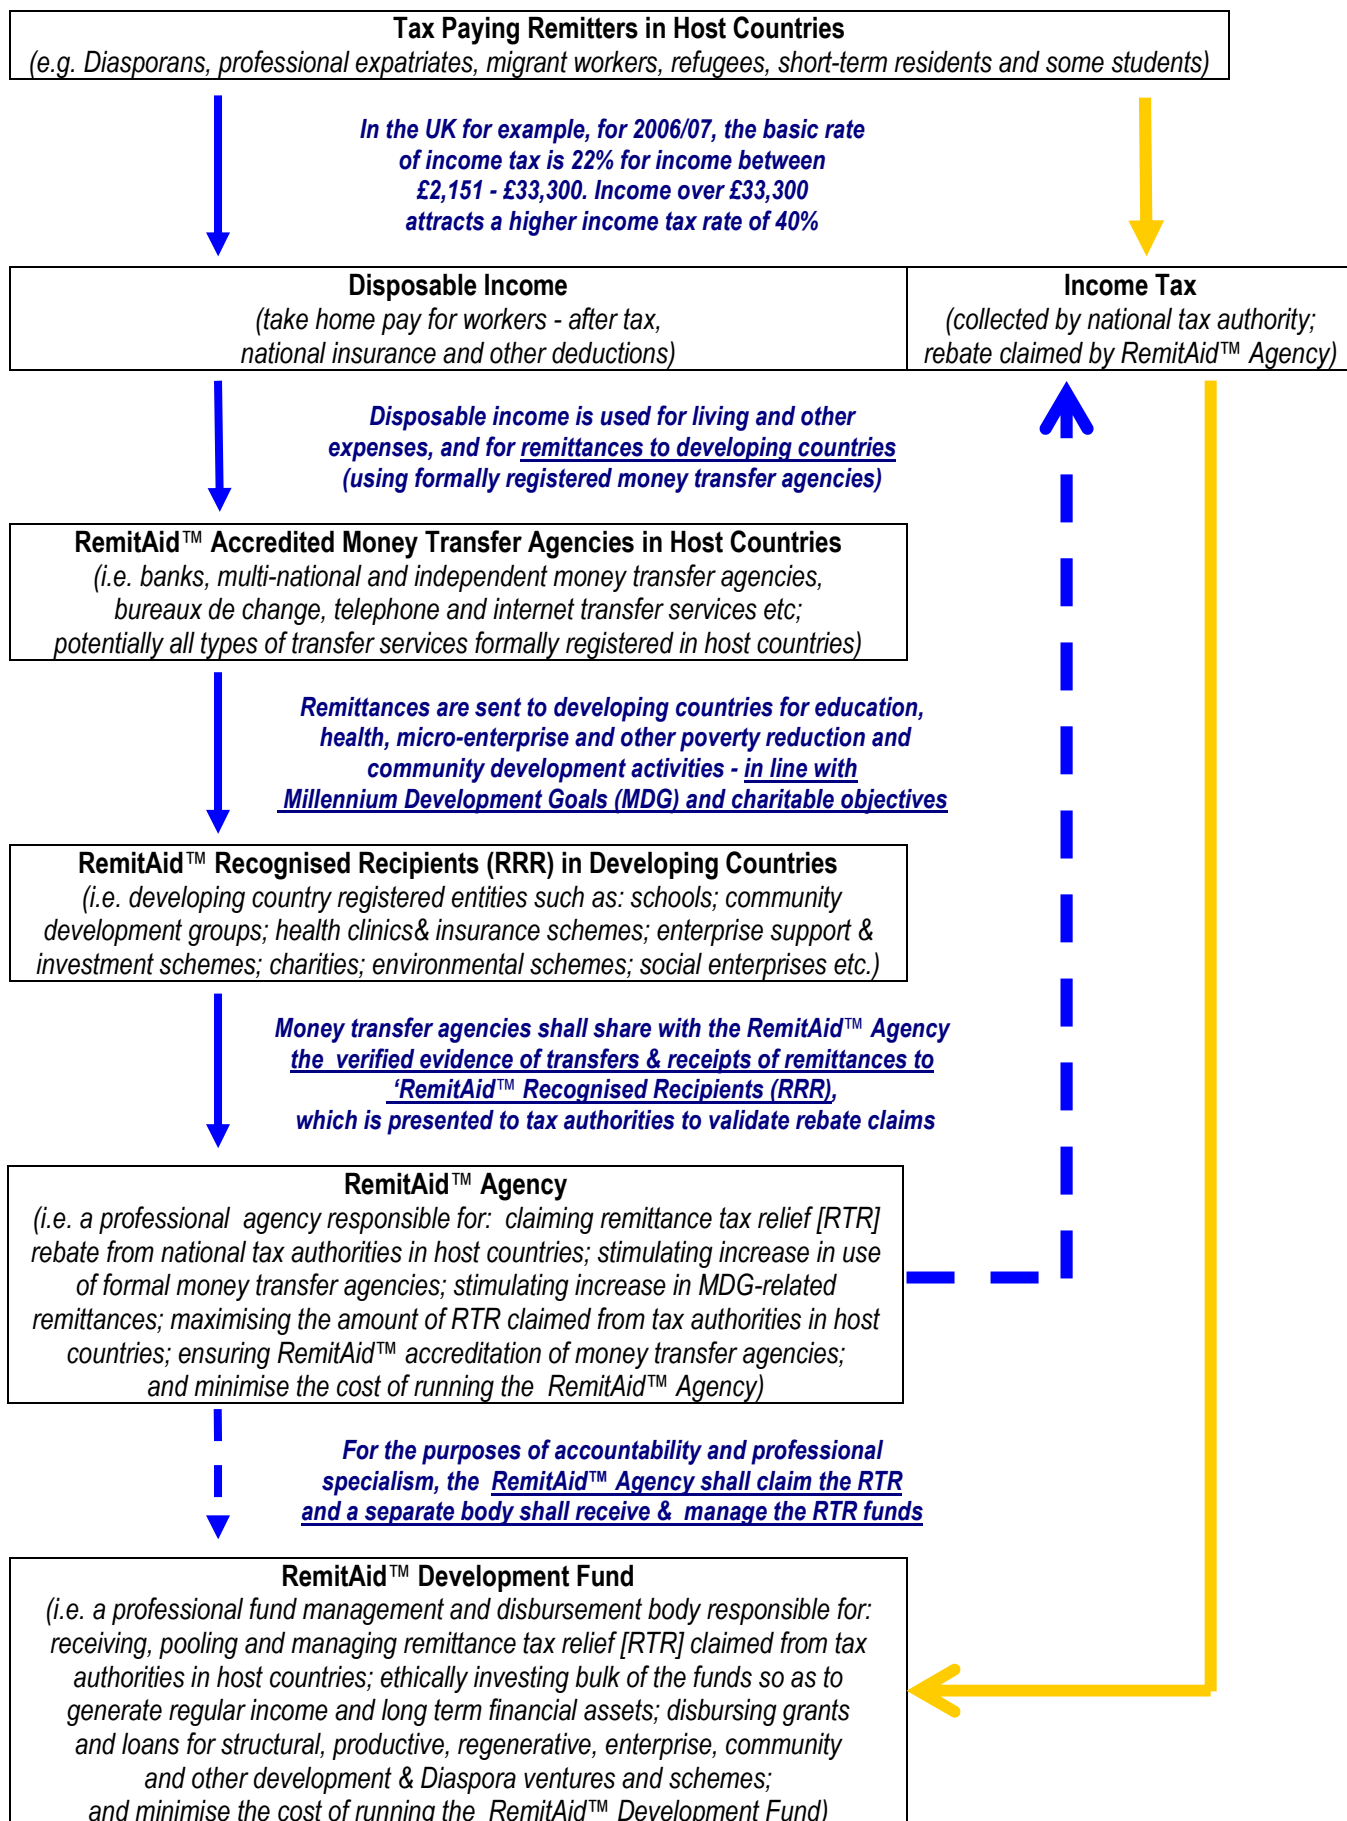 Tax Paying Remitters in Host Countries
(e.g. Diasporans, professional expatriates, migrant workers, refugees, short-term residents and some students)
In the UK for example, for 2006/07, the basic rate
of income tax is 22% for income between
£2,151 - £33,300. Income over £33,300
attracts a higher income tax rate of 40%
Disposable Income
(take home pay for workers - after tax,
national insurance and other deductions)
Income Tax
(collected by national tax authority;
rebate claimed by RemitAid™ Agency)
Disposable income is used for living and other
expenses, and for remittances to developing countries
(using formally registered money transfer agencies)
RemitAid™ Accredited Money Transfer Agencies in Host Countries
(i.e. banks, multi-national and independent money transfer agencies,
bureaux de change, telephone and internet transfer services etc;
potentially all types of transfer services formally registered in host countries)
Remittances are sent to developing countries for education,
health, micro-enterprise and other poverty reduction and
community development activities - in line with
Millennium Development Goals (MDG) and charitable objectives
RemitAid™ Recognised Recipients (RRR) in Developing Countries
(i.e. developing country registered entities such as: schools; community
development groups; health clinics& insurance schemes; enterprise support &
investment schemes; charities; environmental schemes; social enterprises etc.)
Money transfer agencies shall share with the RemitAid™ Agency
the verified evidence of transfers & receipts of remittances to
‘RemitAid™ Recognised Recipients (RRR),
which is presented to tax authorities to validate rebate claims
RemitAid™ Agency
(i.e. a professional agency responsible for: claiming remittance tax relief [RTR]
rebate from national tax authorities in host countries; stimulating increase in use
of formal money transfer agencies; stimulating increase in MDG-related
remittances; maximising the amount of RTR claimed from tax authorities in host
countries; ensuring RemitAid™ accreditation of money transfer agencies;
and minimise the cost of running the RemitAid™ Agency)
For the purposes of accountability and professional
specialism, the RemitAid™ Agency shall claim the RTR
and a separate body shall receive & manage the RTR funds
RemitAid™ Development Fund
(i.e. a professional fund management and disbursement body responsible for:
receiving, pooling and managing remittance tax relief [RTR] claimed from tax
authorities in host countries; ethically investing bulk of the funds so as to
generate regular income and long term financial assets; disbursing grants
and loans for structural, productive, regenerative, enterprise, community
and other development & Diaspora ventures and schemes;
and minimise the cost of running the RemitAid™ Development Fund)